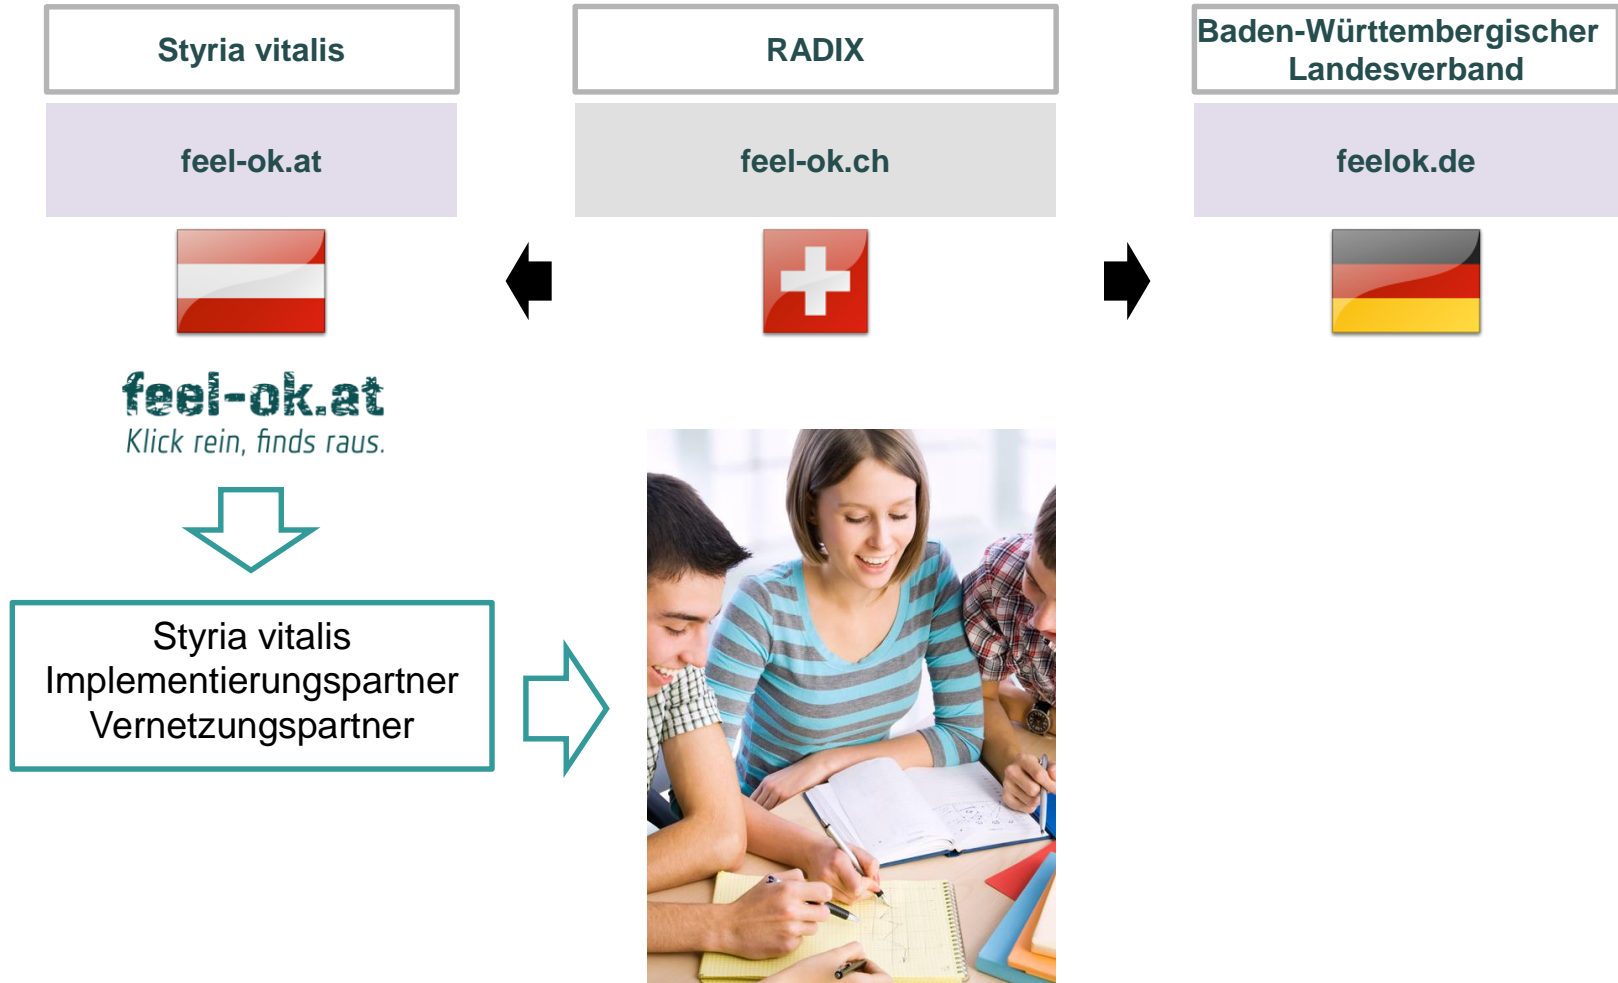 Styria vitalis
RADIX
Baden-Württembergischer
Landesverband
feel-ok.at
feel-ok.ch
feelok.de
feel-ok.at
Klick rein, finds raus.
Styria vitalis
Implementierungspartner
Vernetzungspartner